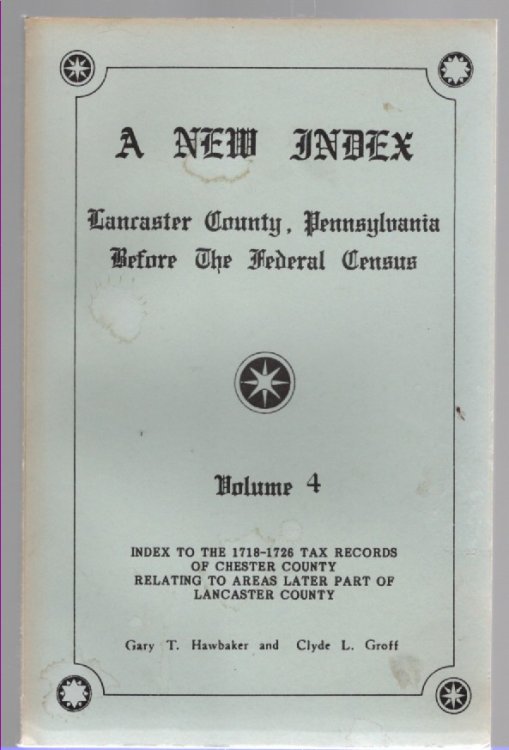 A NEW INDEX
Lancaster County, Pennsylvania
Before The Federal Census
Volume 4
INDEX TO THE 1718-1726 TAX RECORDS
OF CHESTER COUNTY
RELATING TO AREAS LATER PART OF
LANCASTER COUNTY
Gary T. Hawbaker and Clyde L. Groff